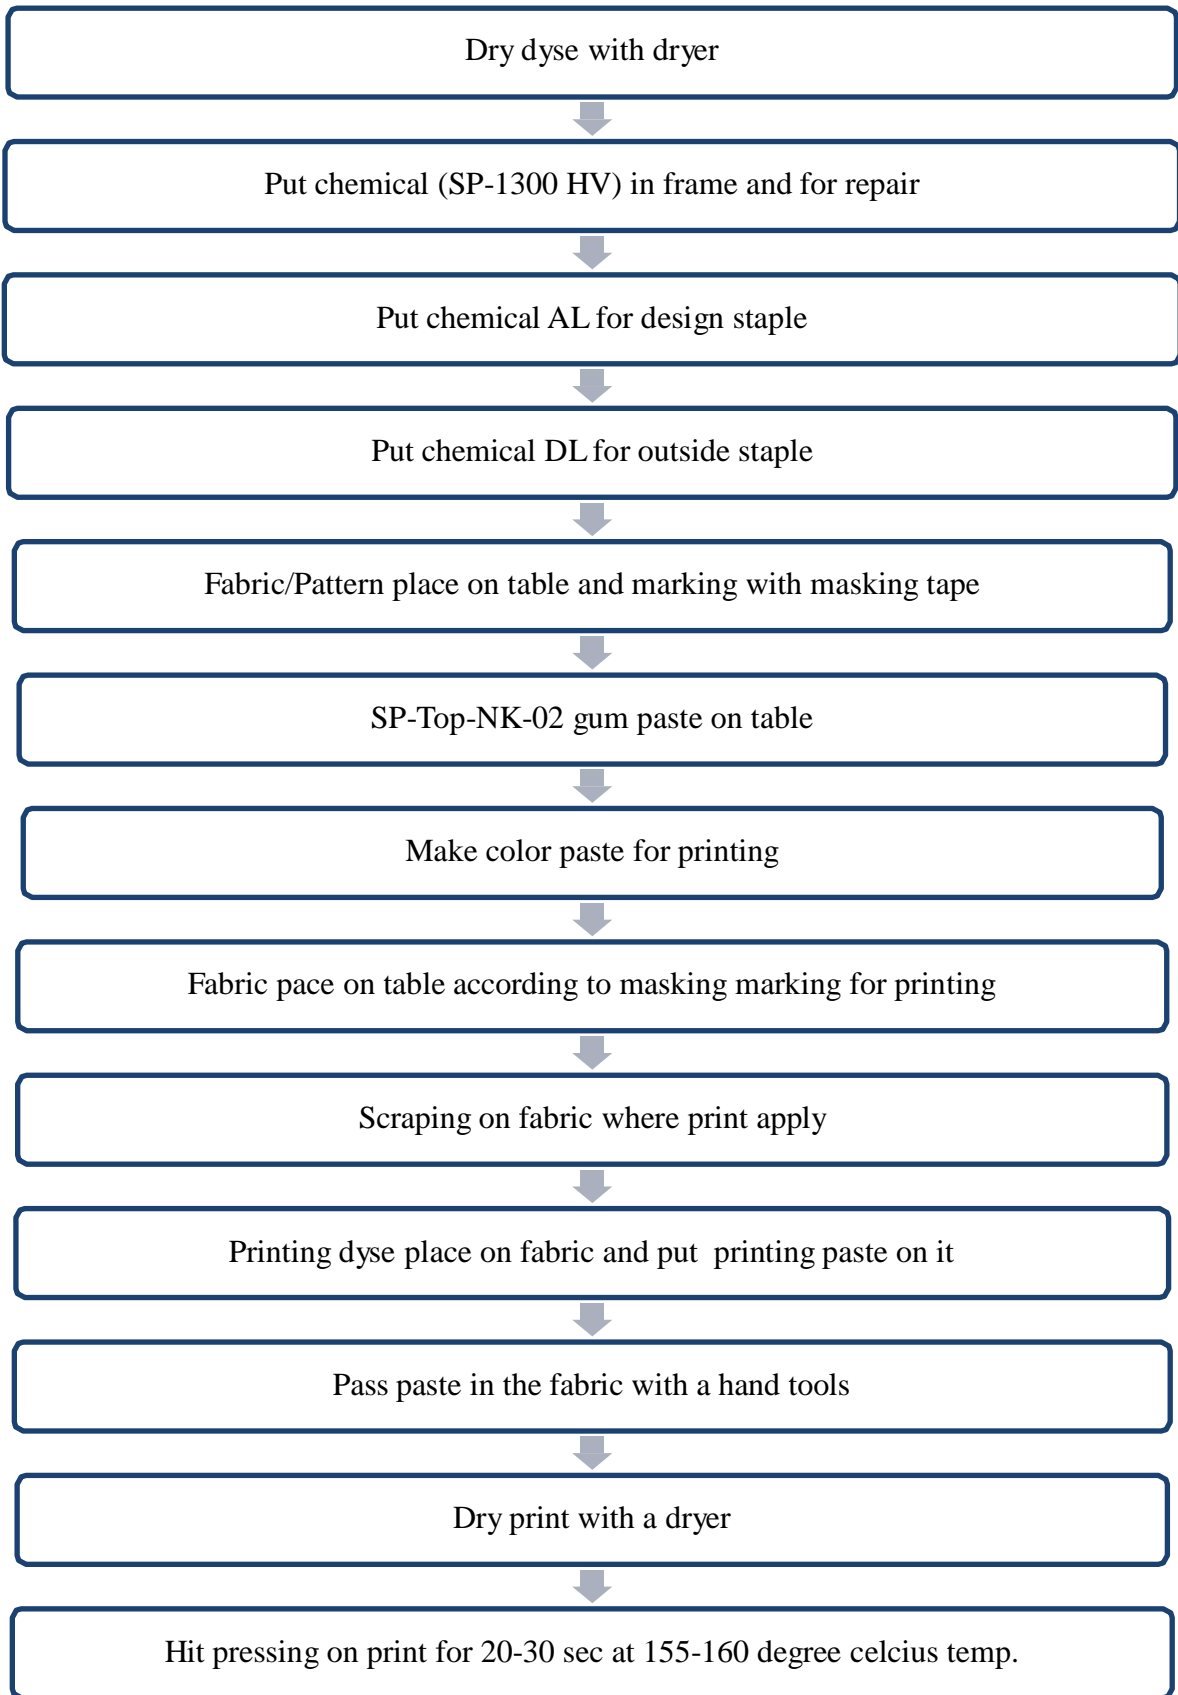 Dry dyse with dryer
Put chemical (SP-1300 HV) in frame and for repair
Put chemical AL for design staple
Put chemical DL for outside staple
Fabric/Pattern place on table and marking with masking tape
SP-Top-NK-02 gum paste on table
Make color paste for printing
Fabric pace on table according to masking marking for printing
Scraping on fabric where print apply
Printing dyse place on fabric and put printing paste on it
Pass paste in the fabric with a hand tools
Dry print with a dryer
Hit pressing on print for 20-30 sec at 155-160 degree celcius temp.